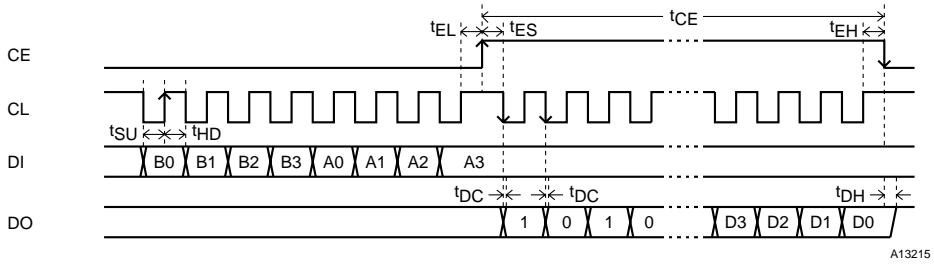 tCE
tEL tES tEH
CE
CL
tSU tHD
DI B0 B1 B2 B3 A0 A1 A2 A3
tDC tDC tDH
DO 1 0 1 0 D3 D2 D1 D0
A13215